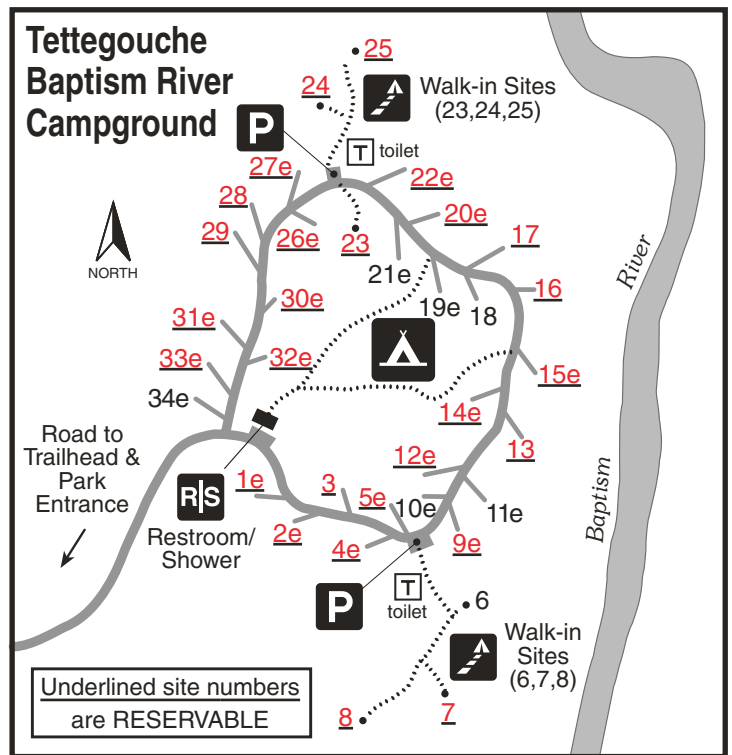 Tettegouche
Baptism River
Campground
25
24
Walk-in Sites
(23,24,25)
P
T toilet
27e
22e
28
20e
29
26e
23
17
21e
NORTH
River
16
30e
19e
18
31e
32e
33e
15e
34e
14e
Road to
Trailhead &
Park
Entrance
13
12e
1e
3
5e
10e
11e
R|S
2e
4e
9e
Restroom/
Shower
Baptism
P
T
toilet
6
Walk-in
Sites
(6,7,8)
7
8
Underlined site numbers
are RESERVABLE